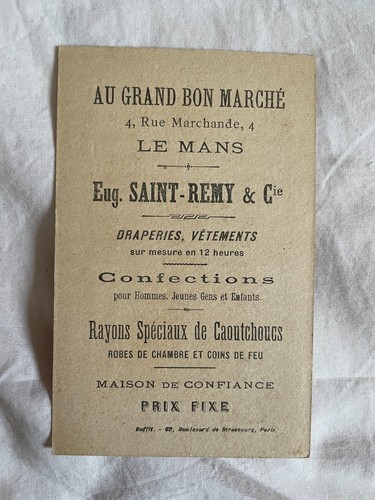 AU GRAND BON MARCHÉ
4, Rue Marchande, 4
LE MANS
Eug. SAINT-REMY & Cie
DRAPERIES, VÊTEMENTS
sur mesure en 12 heures
Confections
pour Hommes, Jeunes Gens et Enfants.
Rayons Spéciaux de Caoutchoucs
ROBES DE CHAMBRE ET COINS DE FEU
MAISON DE CONFIANCE
PRIX FIXE
Duffit. - 62, Boulevard de Strasbourg, Paris